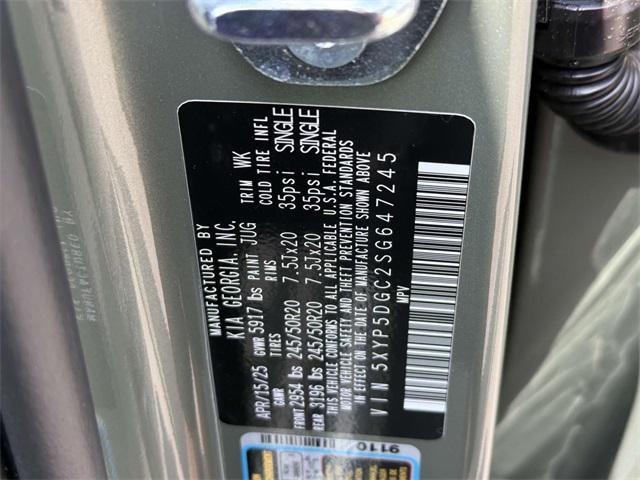 MANUFACTURED BY
KIA GEORGIA, INC.
APR/15/25 GVWR 5917 lbs PAINT JUG TRIM WK
GAWR TIRES RIMS COLD TIRE INFL
FRONT 2954 lbs 245/50R20 7.5Jx20 35psi SINGLE
REAR 3196 lbs 245/50R20 7.5Jx20 35psi SINGLE
THIS VEHICLE CONFORMS TO ALL APPLICABLE U.S.A. FEDERAL
MOTOR VEHICLE SAFETY AND THEFT PREVENTION STANDARDS
IN EFFECT ON THE DATE OF MANUFACTURE SHOWN ABOVE
VIN 5XYP5DGC2SG647245
MPV
9110